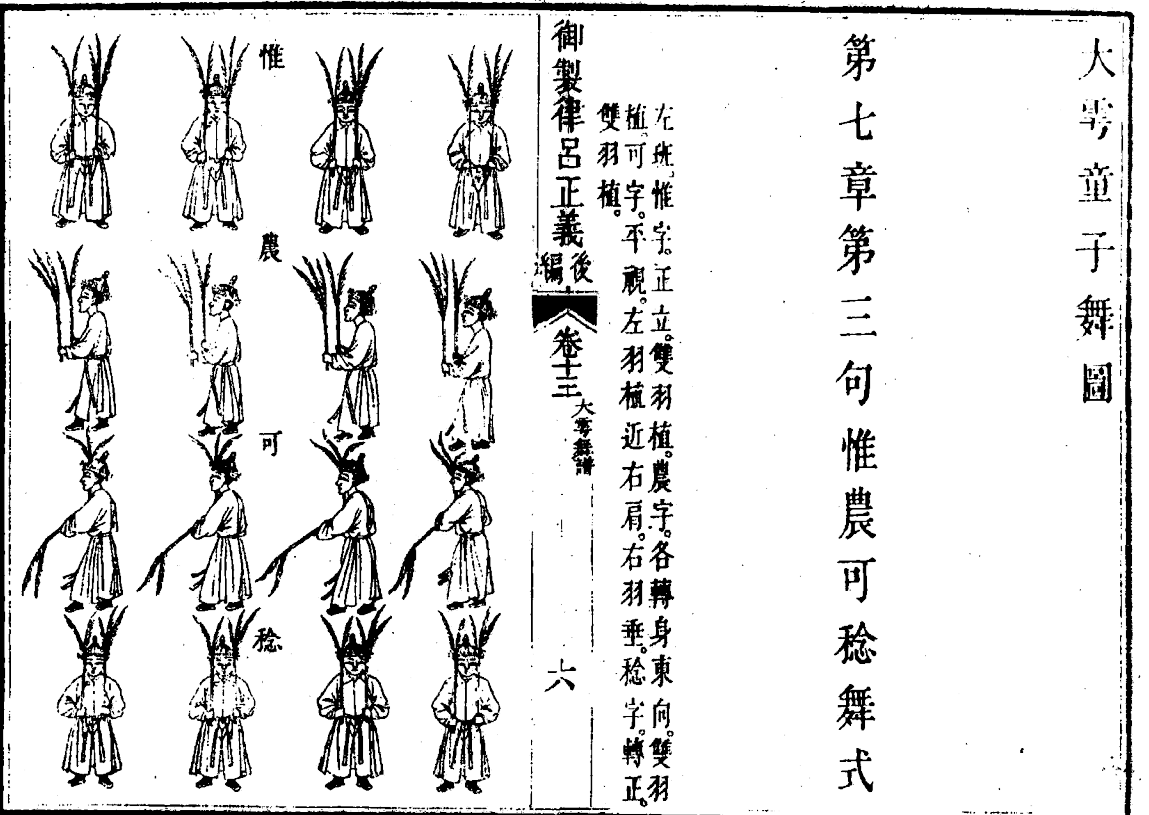 大雩童子舞圖
第七章第三句惟農可稔舞式
左班惟字。正立。雙羽植。農字。各轉身東向。雙羽
植。可字。平視。左羽植近右肩。右羽垂。稔字。轉正。
雙羽植。
御製律呂正義後編
卷十三
大雩舞譜
六
惟
農
可
稔